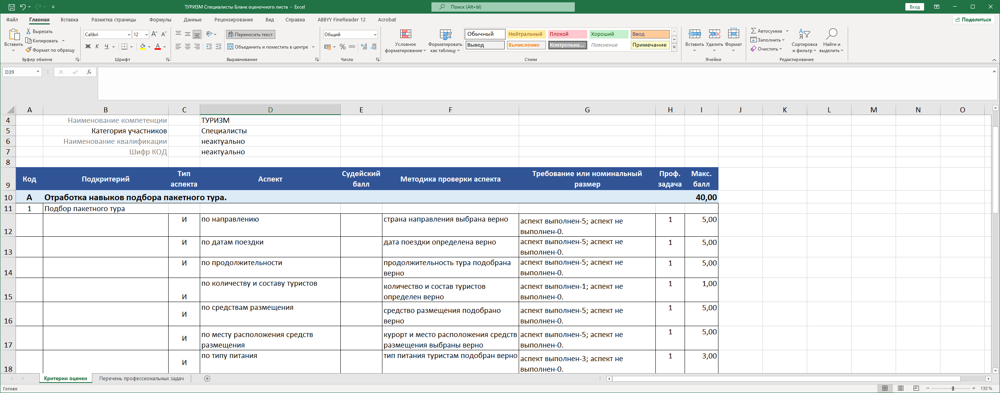 ТУРИЗМ Специалисты Бланк оценочного листа - Excel
Поиск (Alt+Ы)
Вход
Файл Главная Вставка Разметка страницы Формулы Данные Рецензирование Вид Справка ABBYY FineReader 12 Acrobat
Поделиться
Вставить
Вырезать
Копировать
Формат по образцу
Буфер обмена
Calibri 12
Ж К Ч
Шрифт
Переносить текст
Объединить и поместить в центре
Выравнивание
Общий
% 000
Число
Условное форматирование
Форматировать как таблицу
Обычный Нейтральный Плохой Хороший Ввод
Вывод Вычисление Контрольна... Пояснение Примечание
Стили
Вставить Удалить Формат
Ячейки
Автосумма
Заполнить
Очистить
Сортировка и фильтр
Найти и выделить
Редактирование
D39 fx
A B C D E F G H I J K L M N O
4 Наименование компетенции ТУРИЗМ
5 Категория участников Специалисты
6 Наименование квалификации неактуально
7 Шифр КОД неактуально
8
9 Код Подкритерий Тип аспекта Аспект Судейский балл Методика проверки аспекта Требование или номинальный размер Проф. задача Макс. балл
10 А Отработка навыков подбора пакетного тура. 40,00
11 1 Подбор пакетного тура
12 И по направлению страна направления выбрана верно аспект выполнен-5; аспект не выполнен-0. 1 5,00
13 И по датам поездки дата поездки определена верно аспект выполнен-5; аспект не выполнен-0. 1 5,00
14 И по продолжительности продолжительность тура подобрана верно аспект выполнен-5; аспект не выполнен-0. 1 5,00
15 И по количеству и составу туристов количество и состав туристов определен верно аспект выполнен-1; аспект не выполнен-0. 1 1,00
16 И по средствам размещения средство размещения подобрано верно аспект выполнен-5; аспект не выполнен-0. 1 5,00
17 И по месту расположения средств размещения курорт и место расположения средств размещения выбраны верно аспект выполнен-5; аспект не выполнен-0. 1 5,00
18 И по типу питания тип питания туристам подобран верно аспект выполнен-3; аспект не выполнен-0. 1 3,00
Критерии оценки Перечень профессиональных задач
Готово
130 %